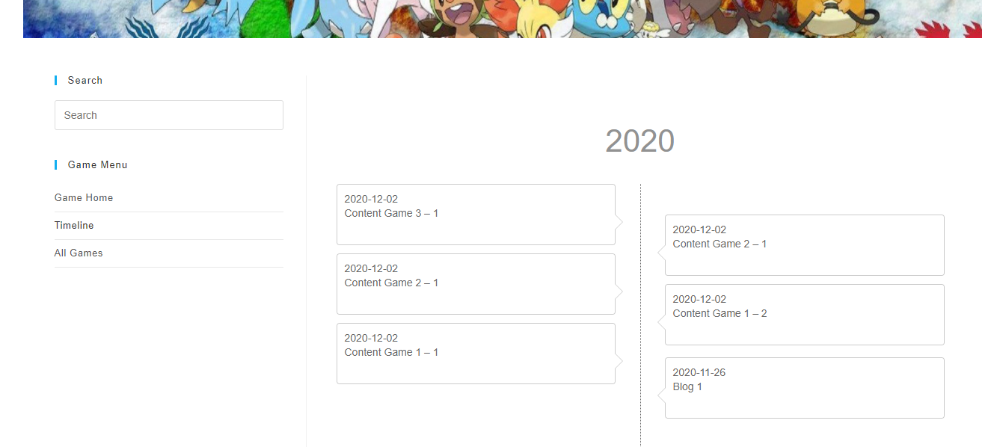 Search
Search
Game Menu
Game Home
Timeline
All Games
2020
2020-12-02
Content Game 3 – 1
2020-12-02
Content Game 2 – 1
2020-12-02
Content Game 2 – 1
2020-12-02
Content Game 1 – 2
2020-12-02
Content Game 1 – 1
2020-11-26
Blog 1